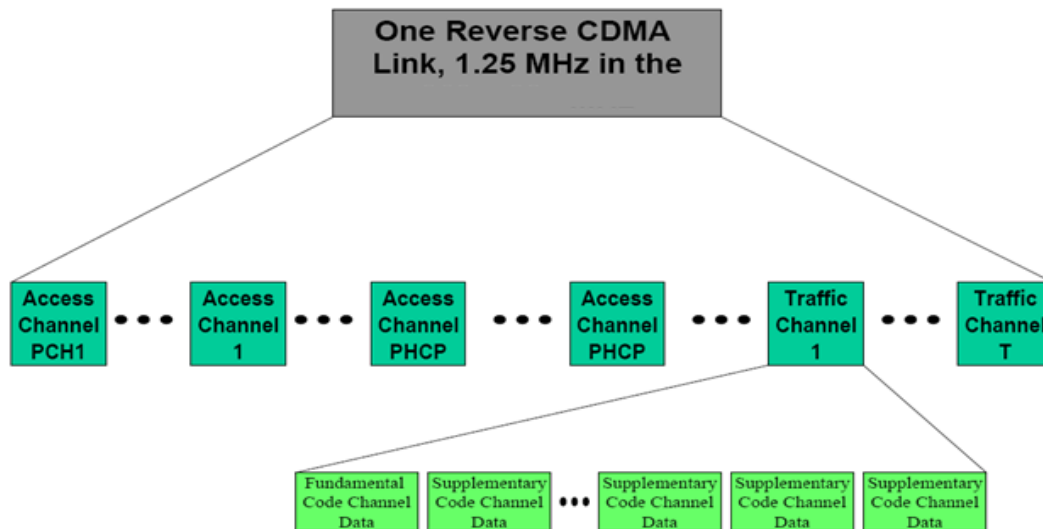 One Reverse CDMA
Link, 1.25 MHz in the
Access
Channel
PCH1
Access
Channel
1
Access
Channel
PHCP
Access
Channel
PHCP
Traffic
Channel
1
Traffic
Channel
T
Fundamental
Code Channel
Data
Supplementary
Code Channel
Data
Supplementary
Code Channel
Data
Supplementary
Code Channel
Data
Supplementary
Code Channel
Data